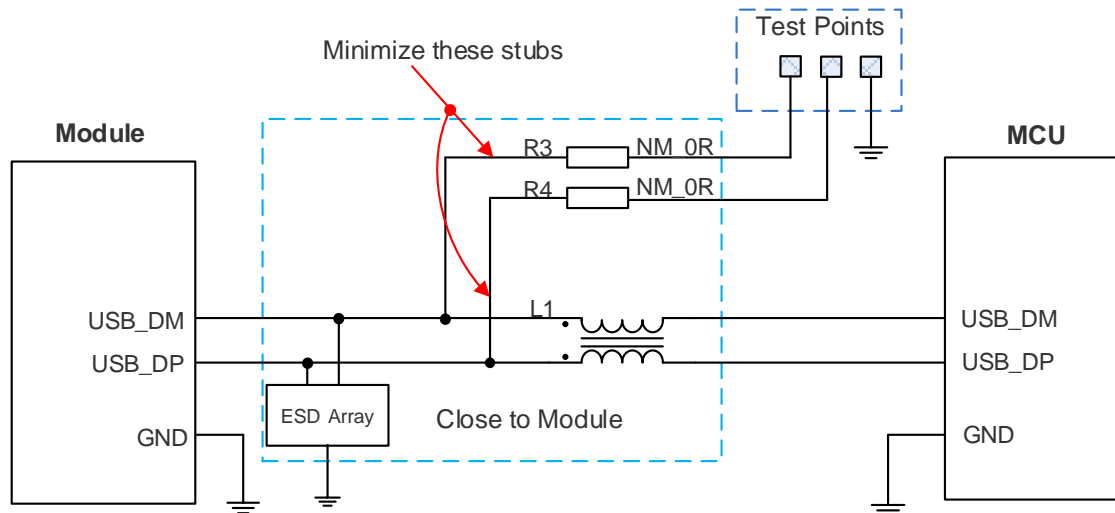 Test Points
Minimize these stubs
Module
MCU
R3
NM_0R
R4
NM_0R
L1
USB_DM
USB_DM
USB_DP
USB_DP
ESD Array
Close to Module
GND
GND